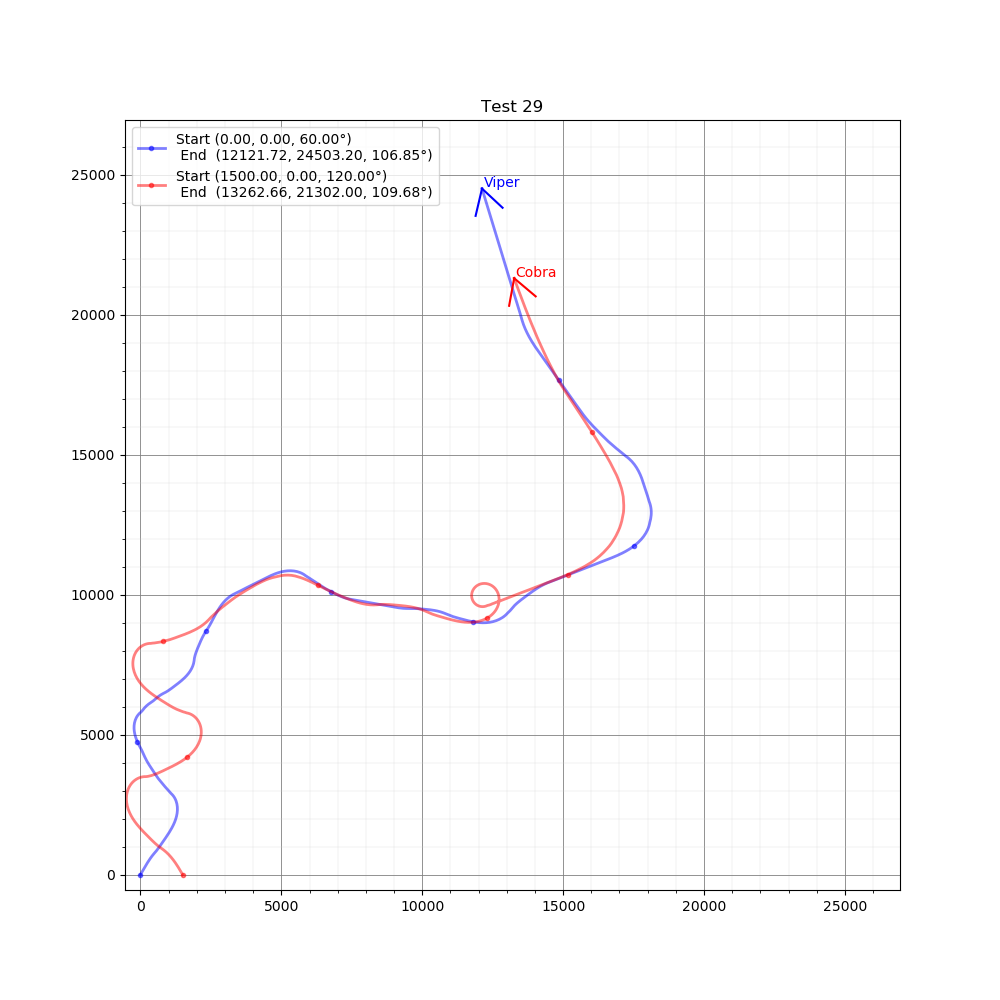 Test 29
Start (0.00, 0.00, 60.00°)
End  (12121.72, 24503.20, 106.85°)
Start (1500.00, 0.00, 120.00°)
End  (13262.66, 21302.00, 109.68°)
Viper
Cobra
25000
20000
15000
10000
5000
0
0 5000 10000 15000 20000 25000